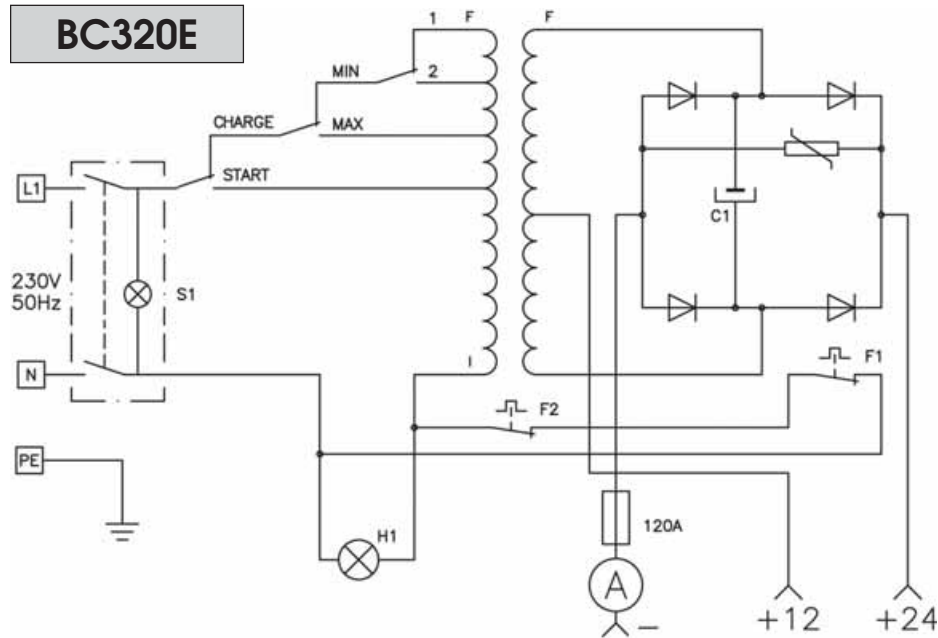 BC320E
1 F F
MIN 2
CHARGE MAX
START
L1
230V
50Hz
S1
C1
N
I
F1
F2
PE
120A
H1
A
−
+12
+24